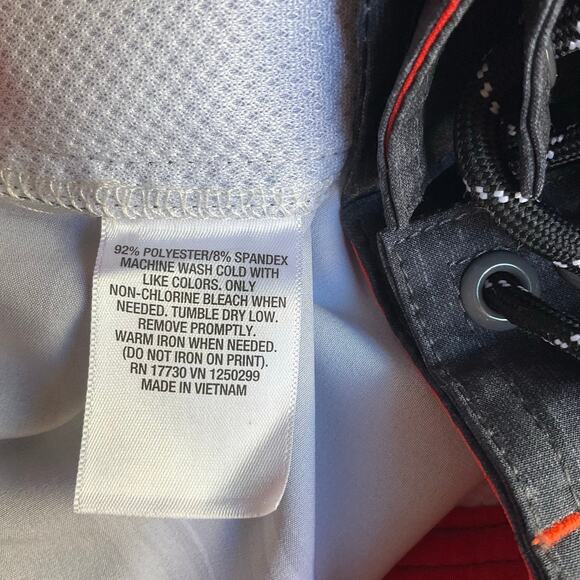 92% POLYESTER/8% SPANDEX
MACHINE WASH COLD WITH
LIKE COLORS. ONLY
NON-CHLORINE BLEACH WHEN
NEEDED. TUMBLE DRY LOW.
REMOVE PROMPTLY.
WARM IRON WHEN NEEDED.
(DO NOT IRON ON PRINT).
RN 17730 VN 1250299
MADE IN VIETNAM